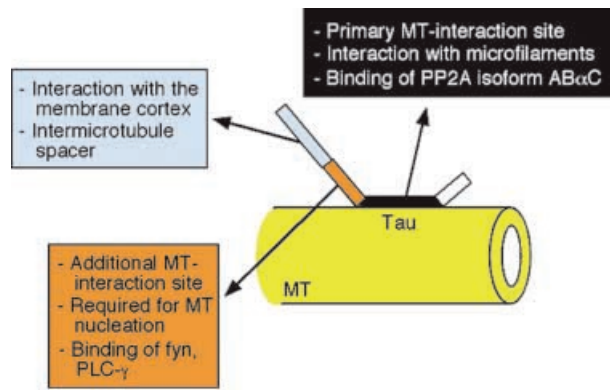 - Primary MT-interaction site
- Interaction with microfilaments
- Binding of PP2A isoform ABαC
- Interaction with the
membrane cortex
- Intermicrotubule
spacer
Tau
MT
- Additional MT-
interaction site
- Required for MT
nucleation
- Binding of fyn,
PLC-γ